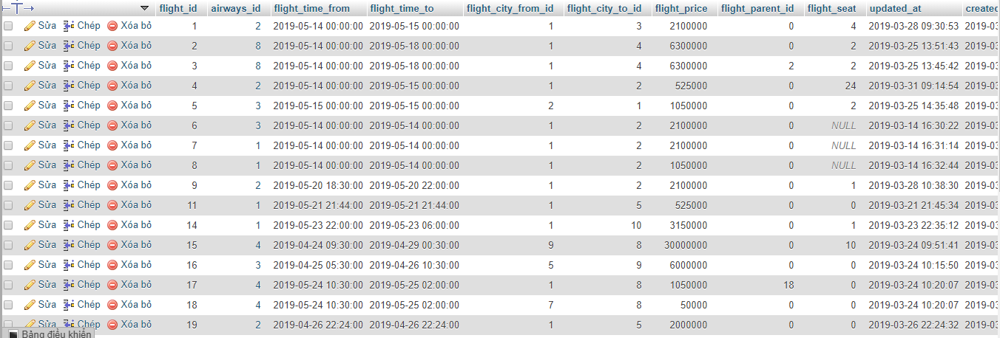 flight_id airways_id flight_time_from flight_time_to flight_city_from_id flight_city_to_id flight_price flight_parent_id flight_seat updated_at created
Sửa Chép Xóa bỏ 1 2 2019-05-14 00:00:00 2019-05-15 00:00:00 1 3 2100000 0 4 2019-03-28 09:30:53 2019-03
Sửa Chép Xóa bỏ 2 8 2019-05-14 00:00:00 2019-05-18 00:00:00 1 4 6300000 0 2 2019-03-25 13:51:43 2019-03
Sửa Chép Xóa bỏ 3 8 2019-05-14 00:00:00 2019-05-18 00:00:00 1 4 6300000 2 2 2019-03-25 13:45:42 2019-03
Sửa Chép Xóa bỏ 4 2 2019-05-14 00:00:00 2019-05-15 00:00:00 1 2 525000 0 24 2019-03-31 09:14:54 2019-03
Sửa Chép Xóa bỏ 5 3 2019-05-15 00:00:00 2019-05-15 00:00:00 2 1 1050000 0 2 2019-03-25 14:35:48 2019-03
Sửa Chép Xóa bỏ 6 3 2019-05-14 00:00:00 2019-05-15 00:00:00 1 2 2100000 0 NULL 2019-03-14 16:30:22 2019-03
Sửa Chép Xóa bỏ 7 1 2019-05-14 00:00:00 2019-05-14 00:00:00 1 2 2100000 0 NULL 2019-03-14 16:31:14 2019-03
Sửa Chép Xóa bỏ 8 1 2019-05-14 00:00:00 2019-05-14 00:00:00 1 2 1050000 0 NULL 2019-03-14 16:32:44 2019-03
Sửa Chép Xóa bỏ 9 2 2019-05-20 18:30:00 2019-05-20 22:00:00 1 2 2100000 0 1 2019-03-28 10:38:30 2019-03
Sửa Chép Xóa bỏ 11 1 2019-05-21 21:44:00 2019-05-21 21:44:00 1 5 525000 0 0 2019-03-21 21:45:34 2019-03
Sửa Chép Xóa bỏ 14 1 2019-05-23 22:00:00 2019-05-23 06:00:00 1 10 3150000 0 1 2019-03-23 22:35:12 2019-03
Sửa Chép Xóa bỏ 15 4 2019-04-24 09:30:00 2019-04-29 00:30:00 9 8 30000000 0 10 2019-03-24 09:51:41 2019-03
Sửa Chép Xóa bỏ 16 3 2019-04-25 05:30:00 2019-04-26 10:30:00 5 9 6000000 0 0 2019-03-24 10:15:50 2019-03
Sửa Chép Xóa bỏ 17 4 2019-05-24 10:30:00 2019-05-25 02:00:00 1 8 1050000 18 0 2019-03-24 10:20:07 2019-03
Sửa Chép Xóa bỏ 18 4 2019-05-24 10:30:00 2019-05-25 02:00:00 7 8 50000 0 0 2019-03-24 10:20:07 2019-03
Sửa Chép Xóa bỏ 19 2 2019-04-26 22:24:00 2019-04-26 22:24:00 1 5 2000000 0 0 2019-03-26 22:24:32 2019-03
Bảng điều khiển